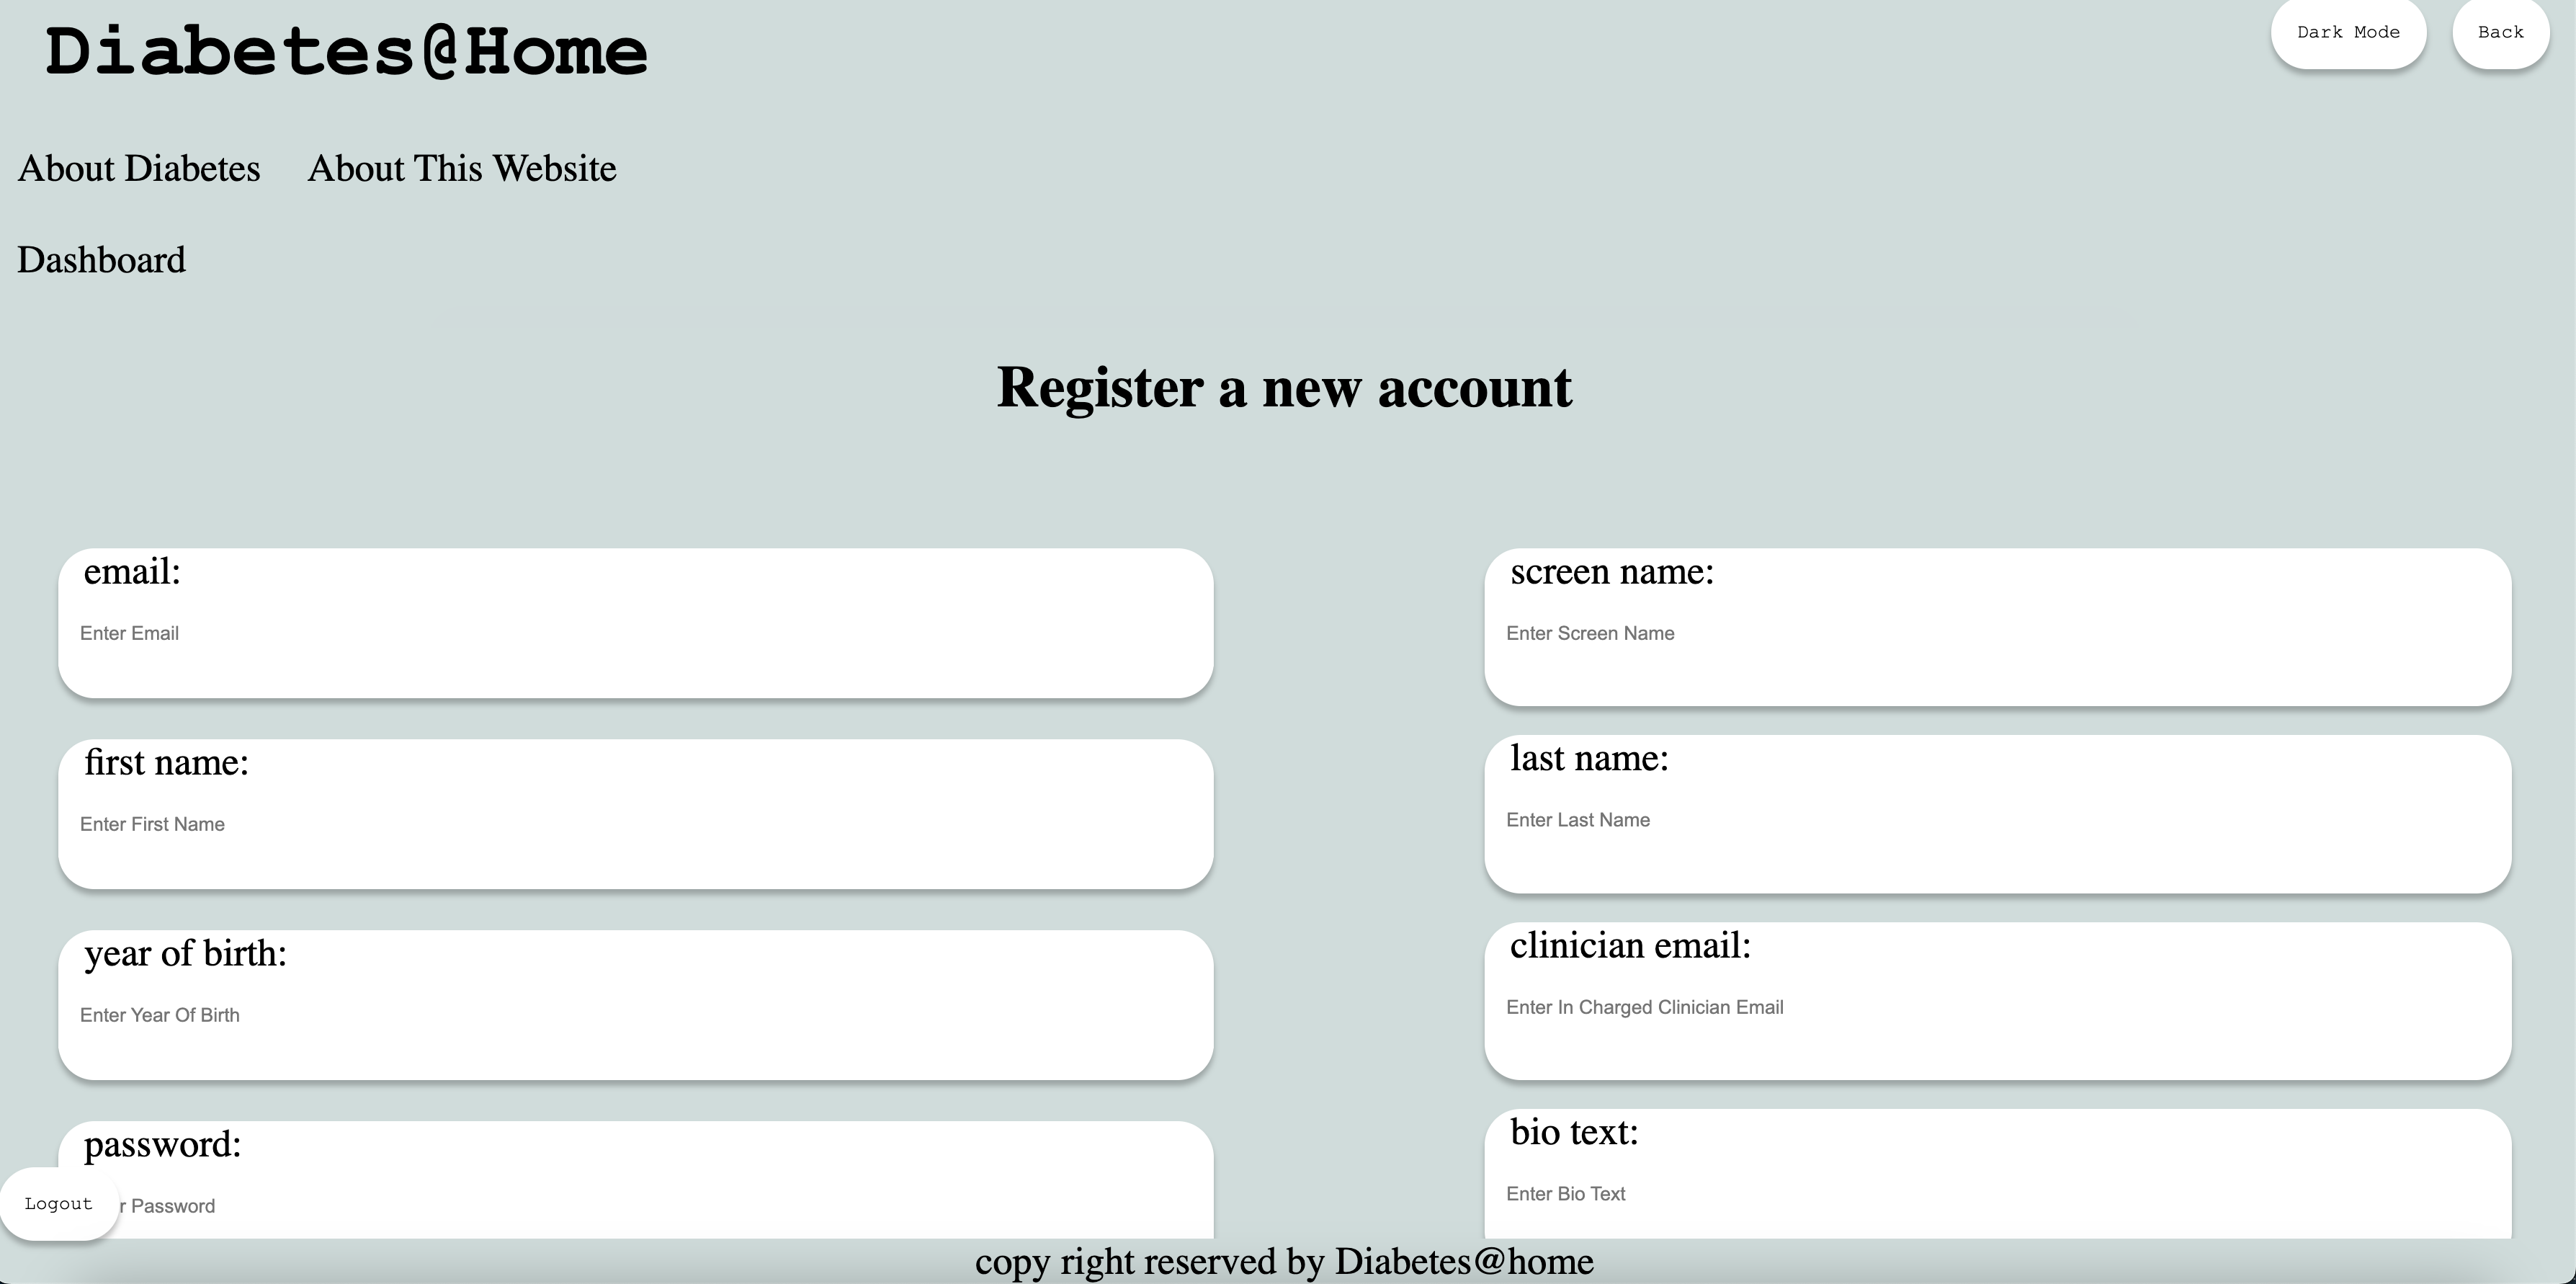 Diabetes@Home
Dark Mode
Back
About Diabetes
About This Website
Dashboard
Register a new account
email:
Enter Email
screen name:
Enter Screen Name
first name:
Enter First Name
last name:
Enter Last Name
year of birth:
Enter Year Of Birth
clinician email:
Enter In Charged Clinician Email
password:
r Password
bio text:
Enter Bio Text
Logout
copy right reserved by Diabetes@home